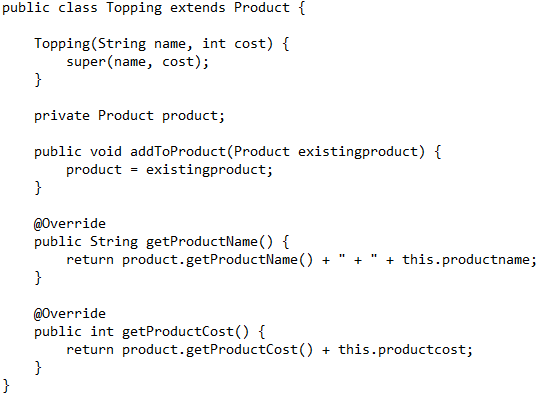 public class Topping extends Product {
Topping(String name, int cost) {
super(name, cost);
}
private Product product;
public void addToProduct(Product existingproduct) {
product = existingproduct;
}
@Override
public String getProductName() {
return product.getProductName() + " + " + this.productname;
}
@Override
public int getProductCost() {
return product.getProductCost() + this.productcost;
}
}